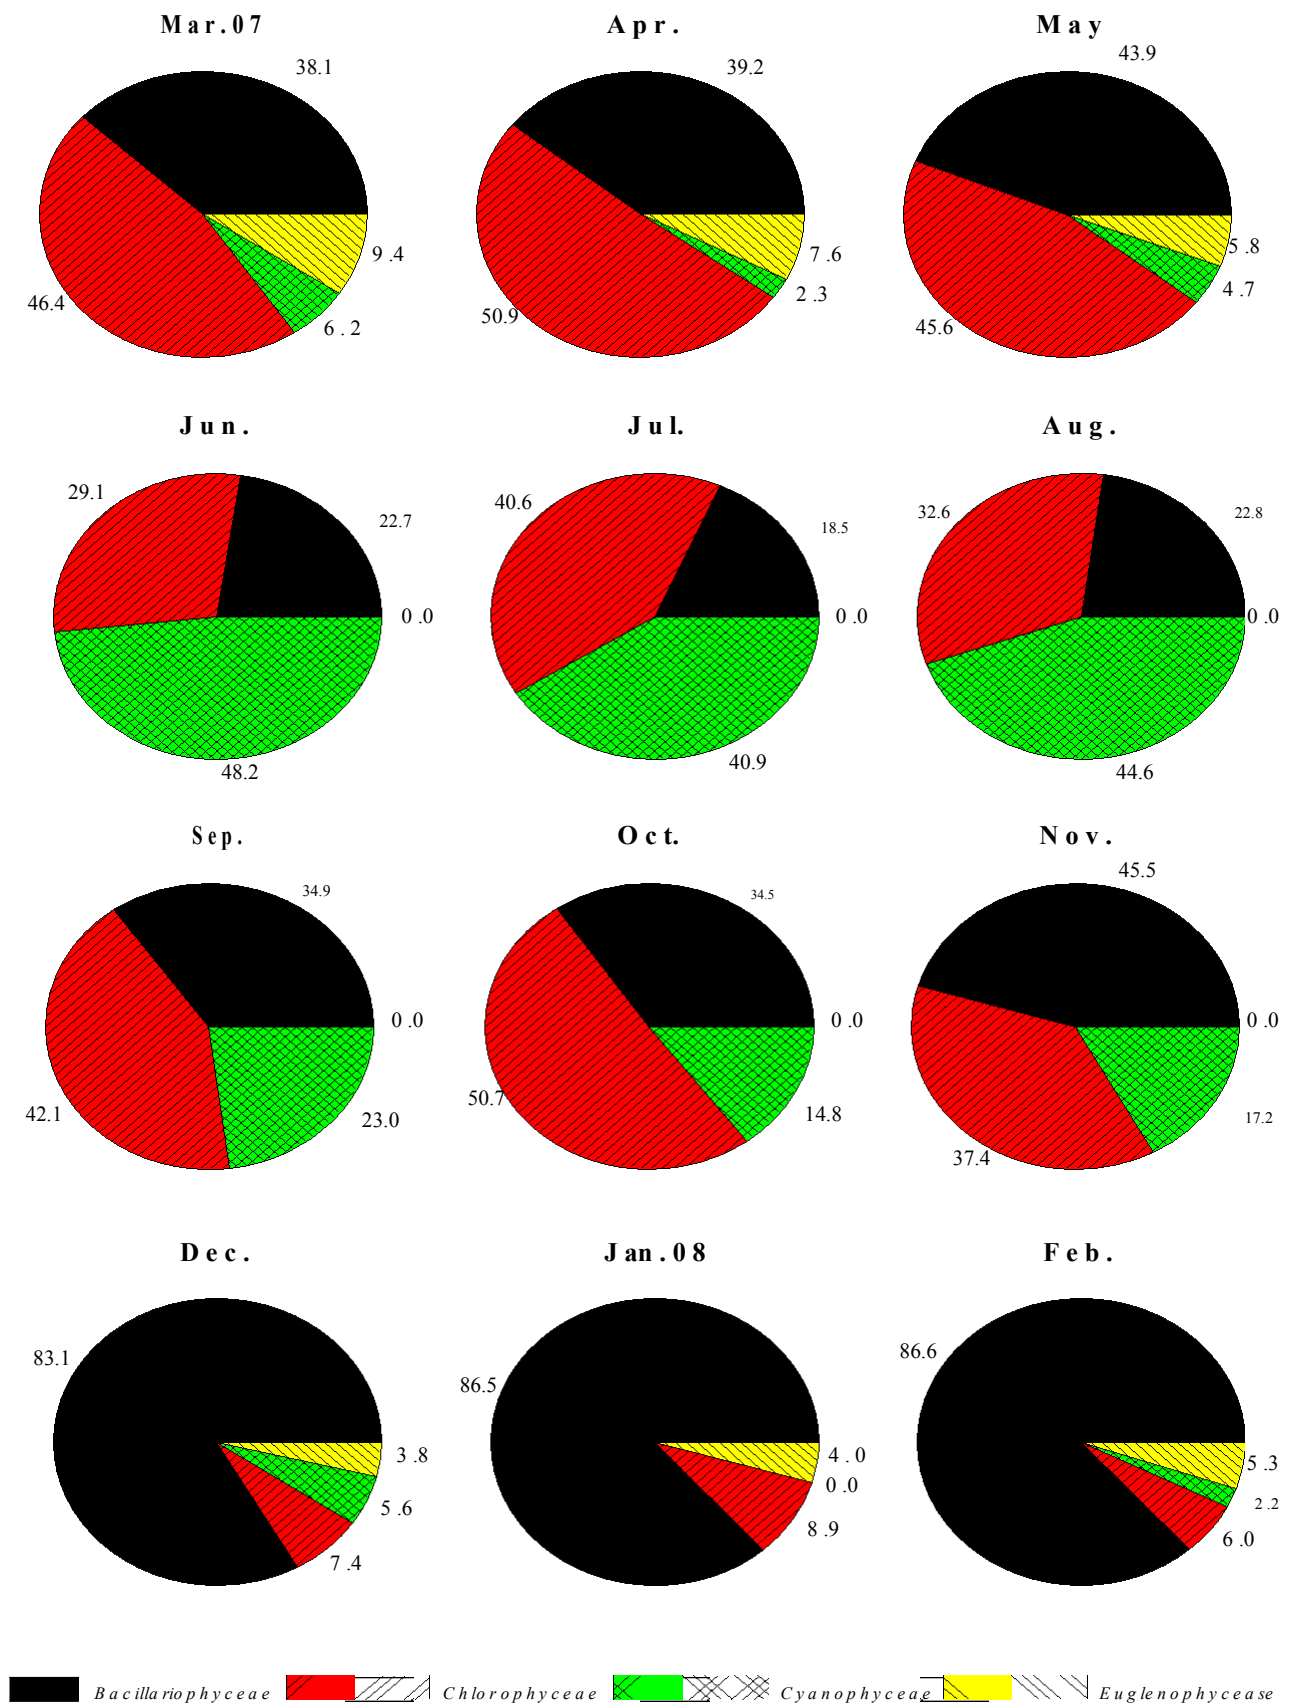 Mar.07 Apr. May
38.1 39.2 43.9
9.4 7.6 5.8
46.4 50.9 45.6
6.2 2.3 4.7
Jun. Jul. Aug.
29.1 22.7 40.6 18.5 32.6 22.8
0.0 0.0 0.0
48.2 40.9 44.6
Sep. Oct. Nov.
34.9 34.5 45.5
0.0 0.0 0.0
42.1 23.0 50.7 14.8 37.4 17.2
Dec. Jan.08 Feb.
83.1 86.5 86.6
3.8 4.0 5.3
5.6 0.0 2.2
7.4 8.9 6.0
Bacillariophyceae Chlorophyceae Cyanophyceae Euglenophycease